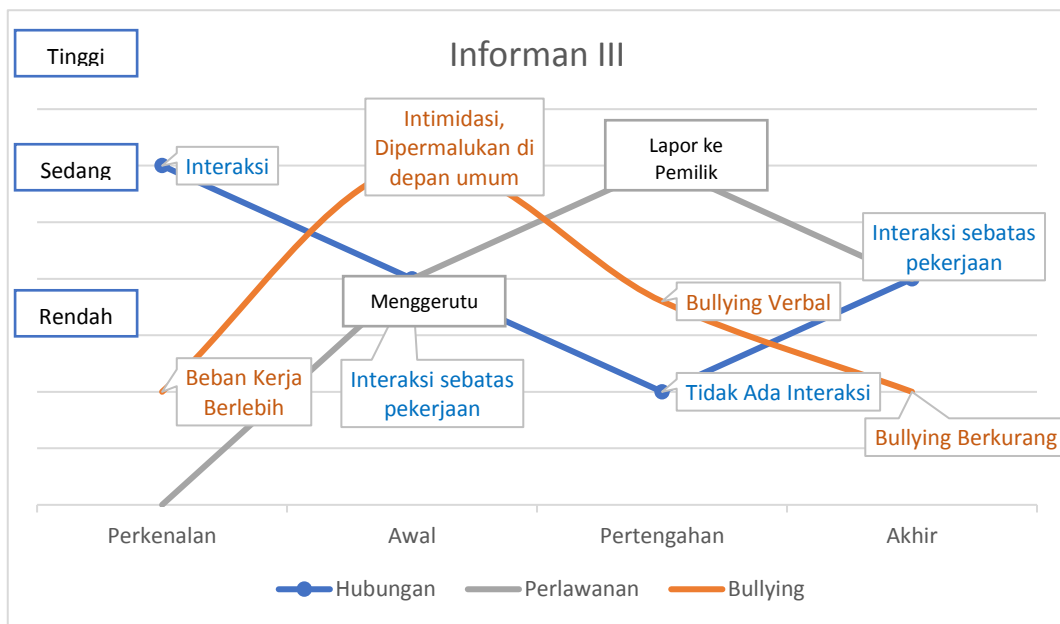 Informan III
Tinggi
Sedang
Rendah
Interaksi
Intimidasi,
Dipermalukan di
depan umum
Lapor ke
Pemilik
Interaksi sebatas
pekerjaan
Menggerutu
Bullying Verbal
Beban Kerja
Berlebih
Interaksi sebatas
pekerjaan
Tidak Ada Interaksi
Bullying Berkurang
Perkenalan
Awal
Pertengahan
Akhir
Hubungan
Perlawanan
Bullying